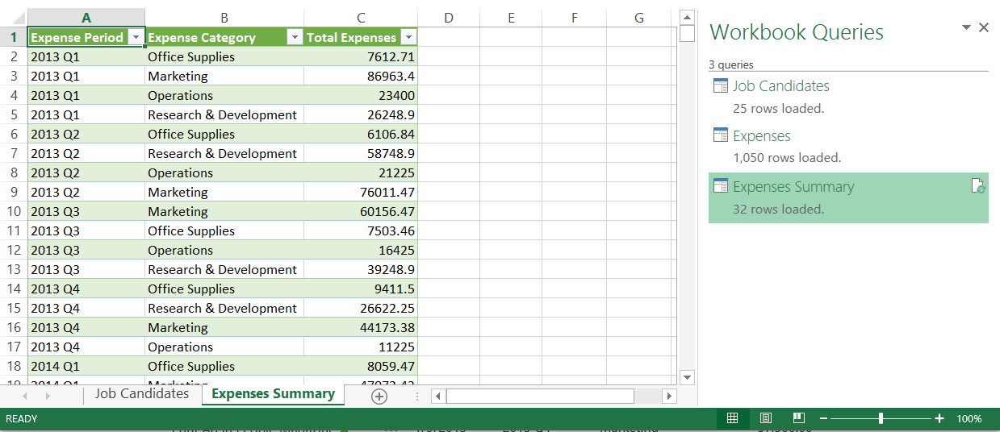 A B C D E F G
1 Expense Period Expense Category Total Expenses
2 2013 Q1 Office Supplies 7612.71
3 2013 Q1 Marketing 86963.4
4 2013 Q1 Operations 23400
5 2013 Q1 Research & Development 26248.9
6 2013 Q2 Office Supplies 6106.84
7 2013 Q2 Research & Development 58748.9
8 2013 Q2 Operations 21225
9 2013 Q2 Marketing 76011.47
10 2013 Q3 Marketing 60156.47
11 2013 Q3 Office Supplies 7503.46
12 2013 Q3 Operations 16425
13 2013 Q3 Research & Development 39248.9
14 2013 Q4 Office Supplies 9411.5
15 2013 Q4 Research & Development 26622.25
16 2013 Q4 Marketing 44173.38
17 2013 Q4 Operations 11225
18 2014 Q1 Office Supplies 8059.47
19 2014 Q1 Marketing
Job Candidates Expenses Summary
READY
100%
Workbook Queries
3 queries
Job Candidates
25 rows loaded.
Expenses
1,050 rows loaded.
Expenses Summary
32 rows loaded.